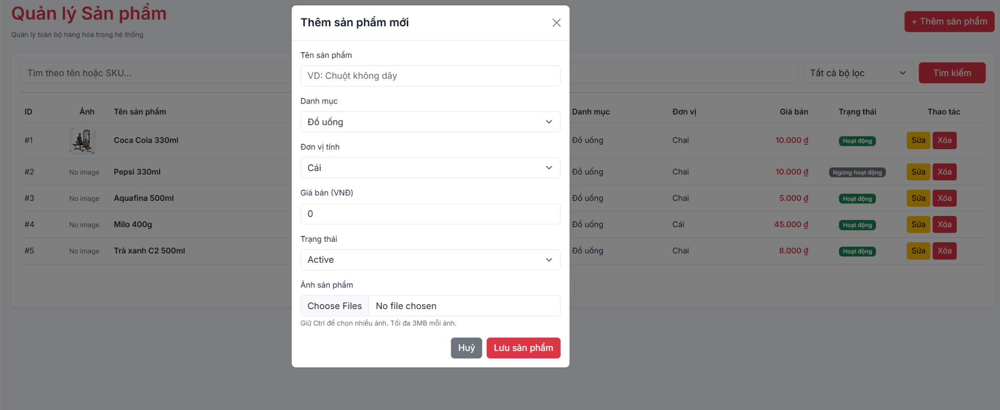 Quản lý Sản phẩm
Quản lý toàn bộ hàng hóa trong hệ thống
+ Thêm sản phẩm
Tìm theo tên hoặc SKU...
Tất cả bộ lọc
Tìm kiếm
ID Ảnh Tên sản phẩm Danh mục Đơn vị Giá bán Trạng thái Thao tác
#1 Coca Cola 330ml Đồ uống Chai 10.000 ₫ Hoạt động Sửa Xóa
#2 No image Pepsi 330ml Đồ uống Chai 10.000 ₫ Ngừng hoạt động Sửa Xóa
#3 No image Aquafina 500ml Đồ uống Chai 5.000 ₫ Hoạt động Sửa Xóa
#4 No image Milo 400g Đồ uống Cái 45.000 ₫ Hoạt động Sửa Xóa
#5 No image Trà xanh C2 500ml Đồ uống Chai 8.000 ₫ Hoạt động Sửa Xóa
Thêm sản phẩm mới
Tên sản phẩm
VD: Chuột không dây
Danh mục
Đồ uống
Đơn vị tính
Cái
Giá bán (VNĐ)
0
Trạng thái
Active
Ảnh sản phẩm
Choose Files No file chosen
Giữ Ctrl để chọn nhiều ảnh. Tối đa 3MB mỗi ảnh.
Huỷ Lưu sản phẩm